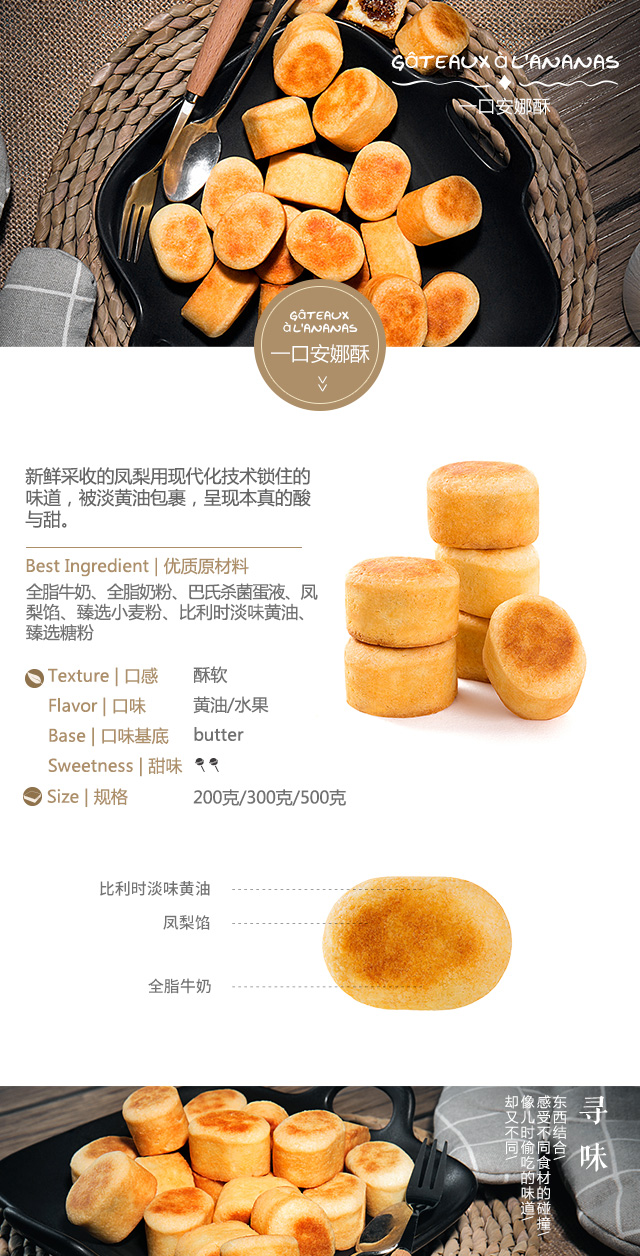 GÂTEAUX À L'ANANAS
一口安娜酥
GÂTEAUX
À L'ANANAS
一口安娜酥
新鲜采收的凤梨用现代化技术锁住的
味道，被淡黄油包裹，呈现本真的酸
与甜。
Best Ingredient | 优质原材料
全脂牛奶、全脂奶粉、巴氏杀菌蛋液、凤
梨馅、臻选小麦粉、比利时淡味黄油、
臻选糖粉
Texture | 口感 酥软
Flavor | 口味 黄油/水果
Base | 口味基底 butter
Sweetness | 甜味
Size | 规格 200克/300克/500克
比利时淡味黄油
凤梨馅
全脂牛奶
寻味
东西结合/
感受不同食材的碰撞/
像儿时偷吃的味道/
却又不同/